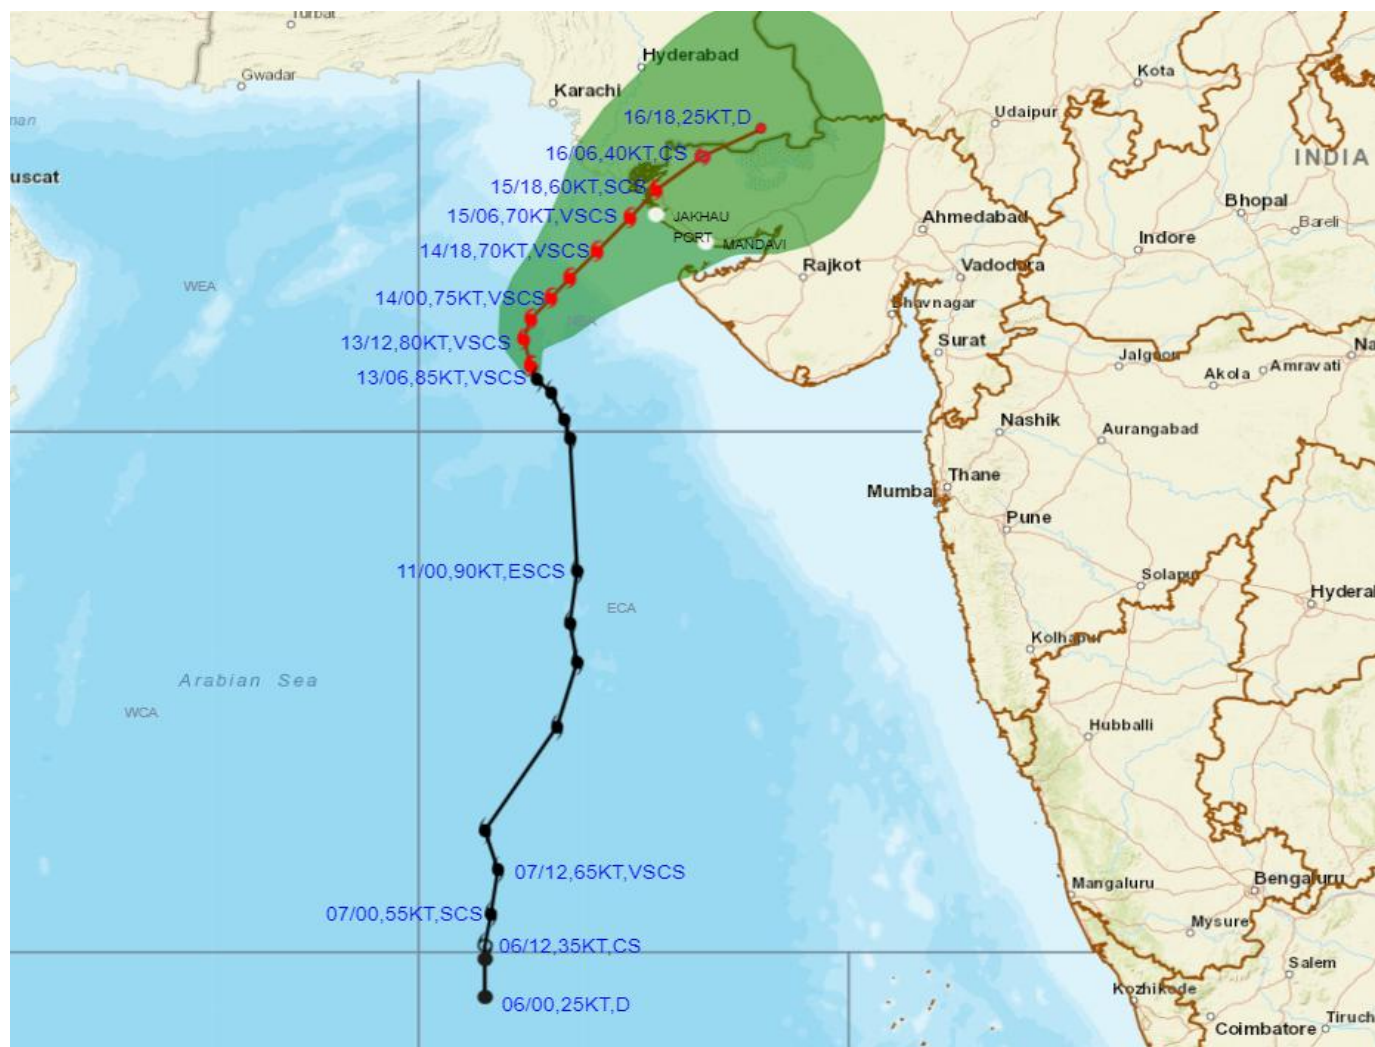 Turbat
Hyderabad
Gwadar
Karachi
Kota
Udaipur
16/18,25KT,D
16/06,40KT,CS
INDIA
uscat
15/18,60KT,SCS
15/06,70KT,VSCS
JAKHAU
PORT
MANDAVI
Ahmedabad
Bhopal
Bareli
14/18,70KT,VSCS
Indore
Rajkot
Vadodara
WEA
14/00,75KT,VSCS
Bhavnagar
13/12,80KT,VSCS
Surat
Jalgaon
Na
13/06,85KT,VSCS
Akola
Amravati
Nashik
Aurangabad
Thane
Mumbai
Pune
11/00,90KT,ESCS
Solapur
Hyderal
ECA
Kolhapur
Arabian Sea
WCA
Hubballi
07/12,65KT,VSCS
Mangaluru
Bengaluru
07/00,55KT,SCS
Mysure
06/12,35KT,CS
Salem
06/00,25KT,D
Kozhikode
Coimbatore
Tiruch